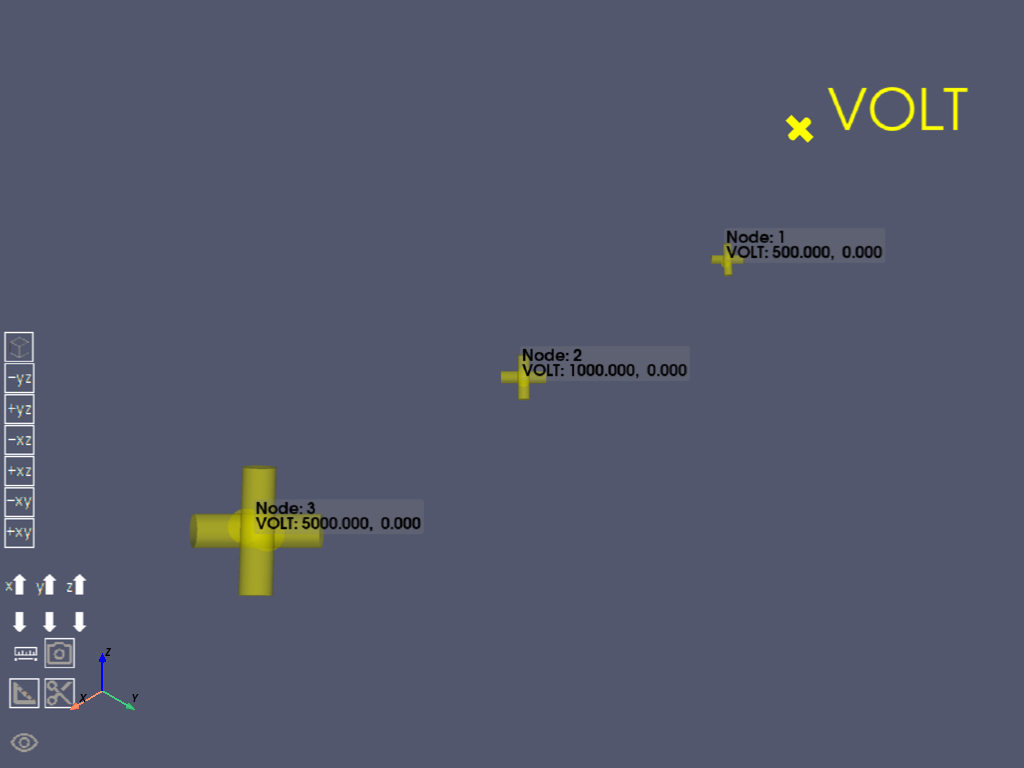 VOLT
Node: 1
VOLT: 500.000, 0.000
Node: 2
VOLT: 1000.000, 0.000
Node: 3
VOLT: 5000.000, 0.000
-yz
+yz
-xz
+xz
-xy
+xy
x y z
Z
X Y